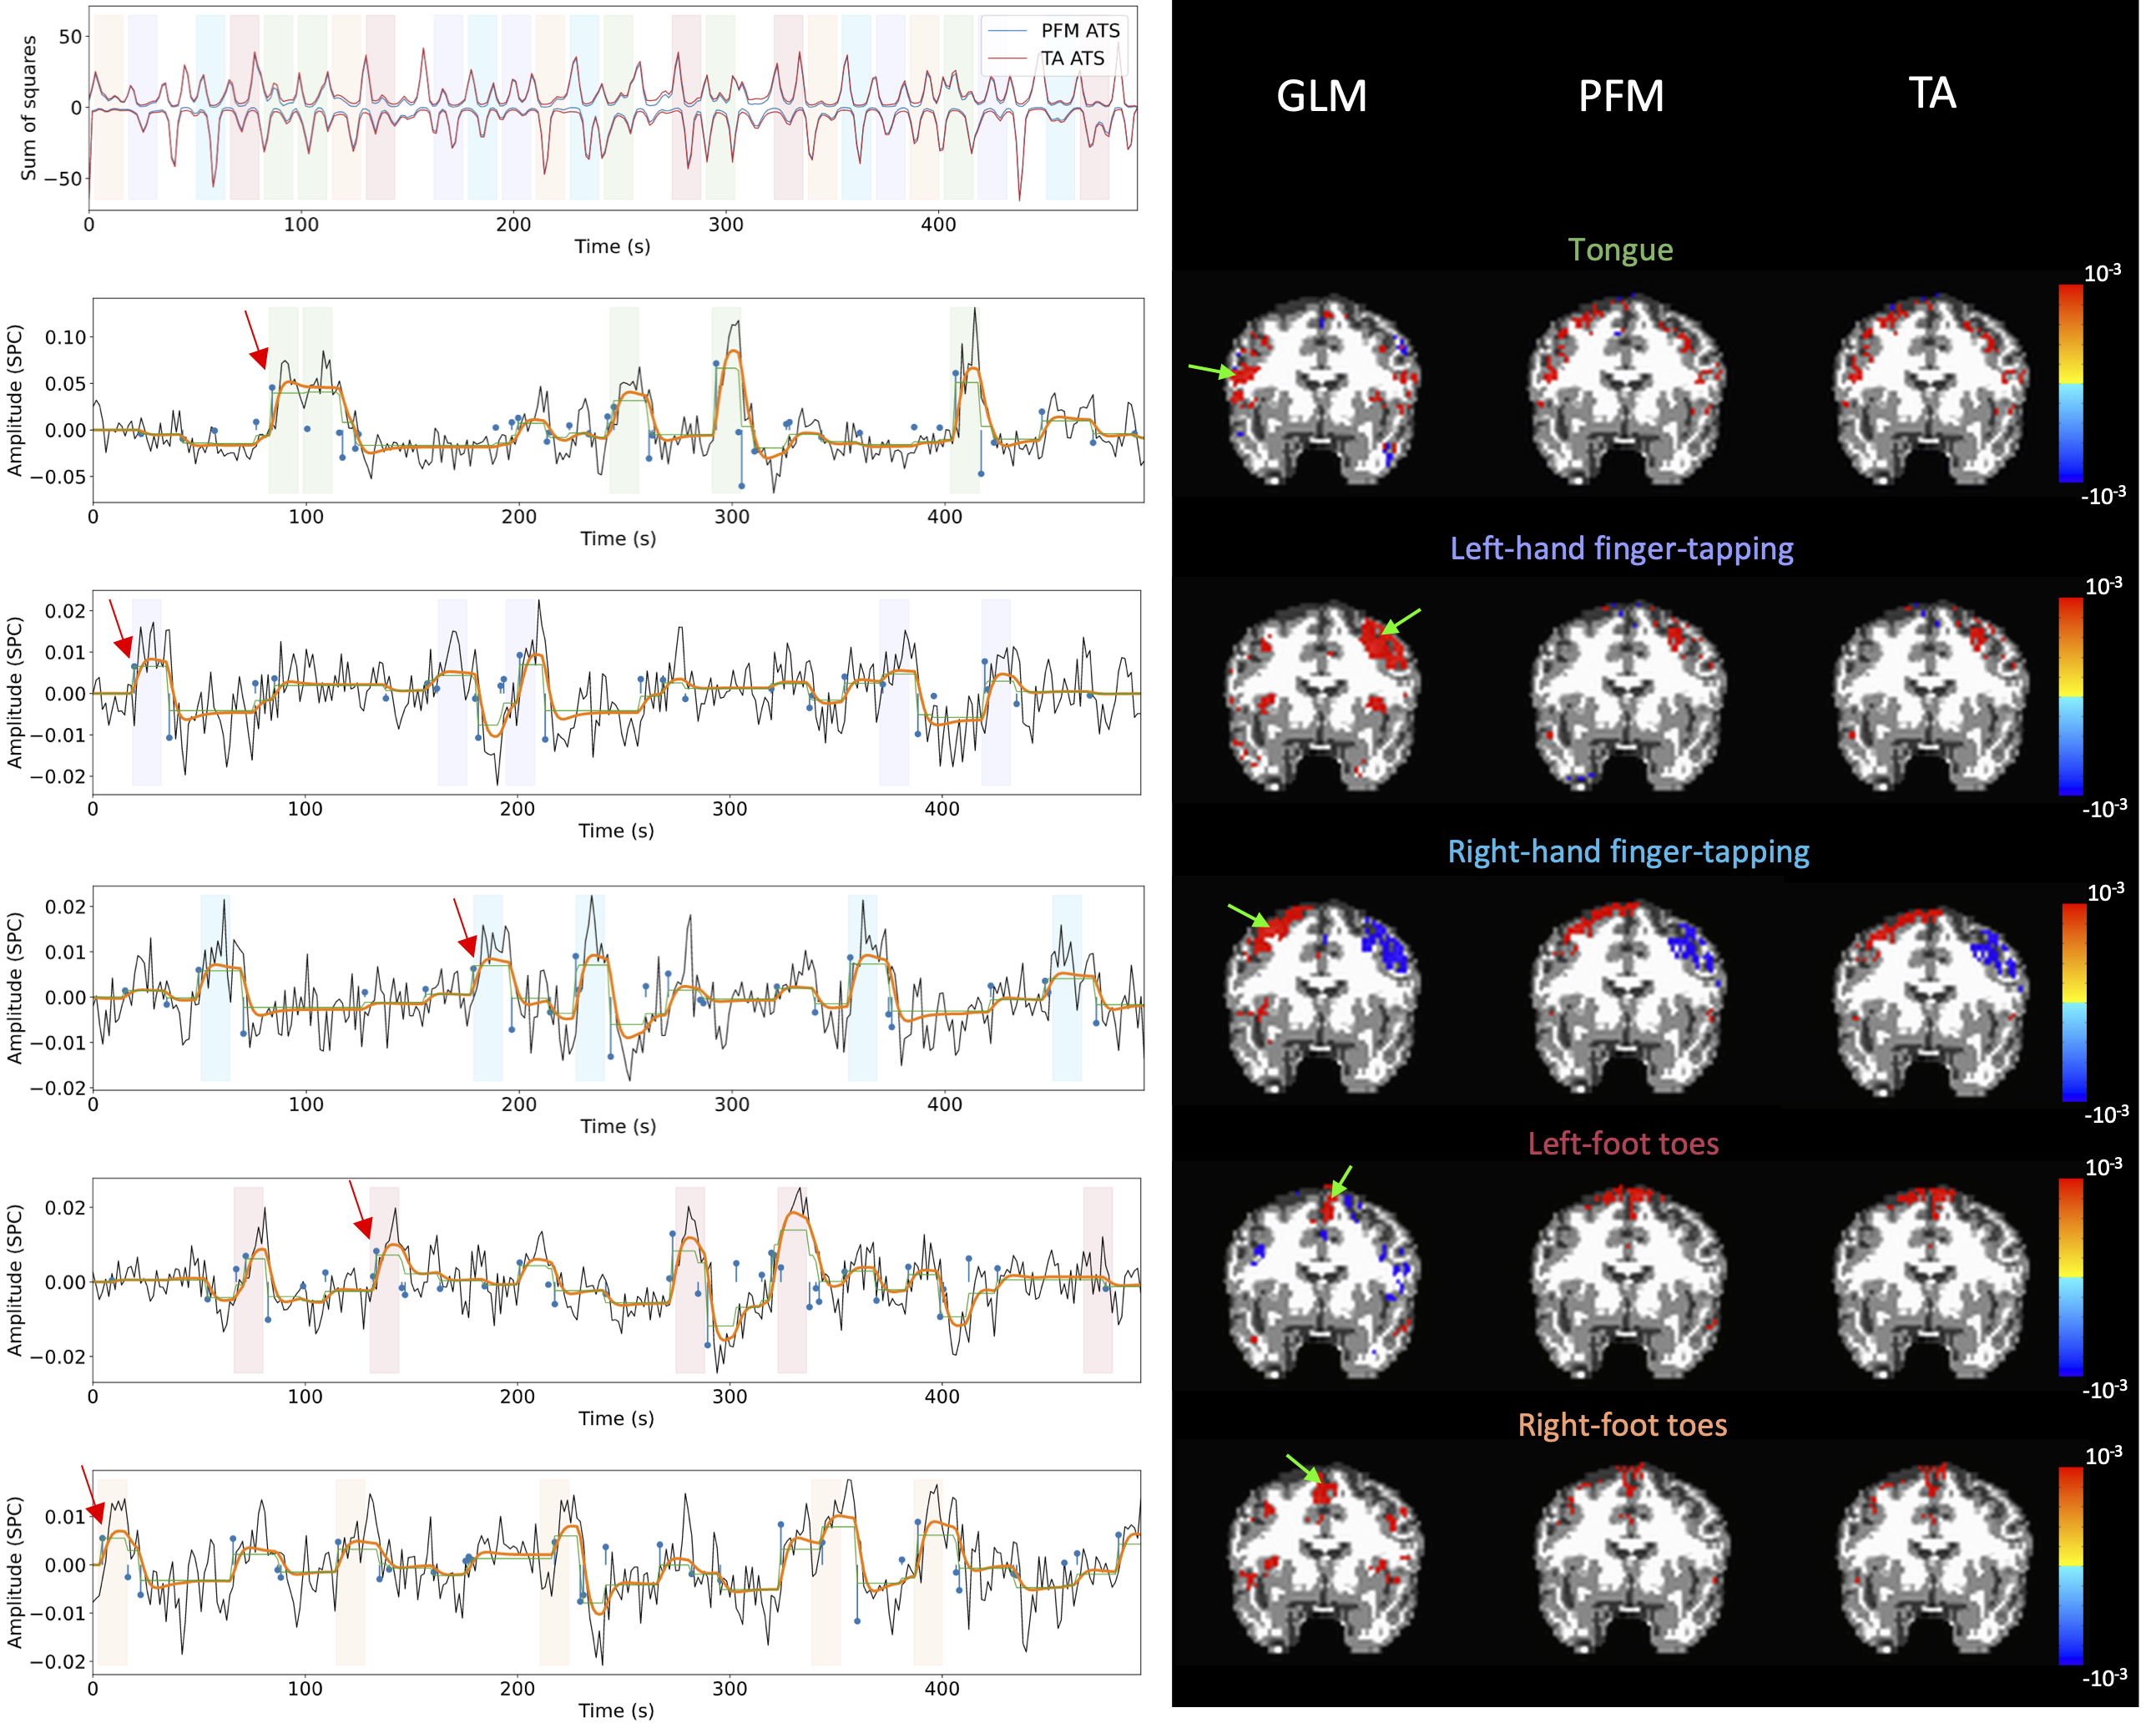 PFM ATS
TA ATS
Sum of squares
50
0
−50
0 100 200 300 400
Time (s)
Amplitude (SPC)
0.10
0.05
0.00
−0.05
0 100 200 300 400
Time (s)
Amplitude (SPC)
0.02
0.01
0.00
−0.01
−0.02
0 100 200 300 400
Time (s)
Amplitude (SPC)
0.02
0.01
0.00
−0.01
−0.02
0 100 200 300 400
Time (s)
Amplitude (SPC)
0.02
0.00
−0.02
0 100 200 300 400
Time (s)
Amplitude (SPC)
0.01
0.00
−0.01
−0.02
0 100 200 300 400
Time (s)
GLM PFM TA
Tongue
10⁻³
-10⁻³
Left-hand finger-tapping
10⁻³
-10⁻³
Right-hand finger-tapping
10⁻³
-10⁻³
Left-foot toes
10⁻³
-10⁻³
Right-foot toes
10⁻³
-10⁻³